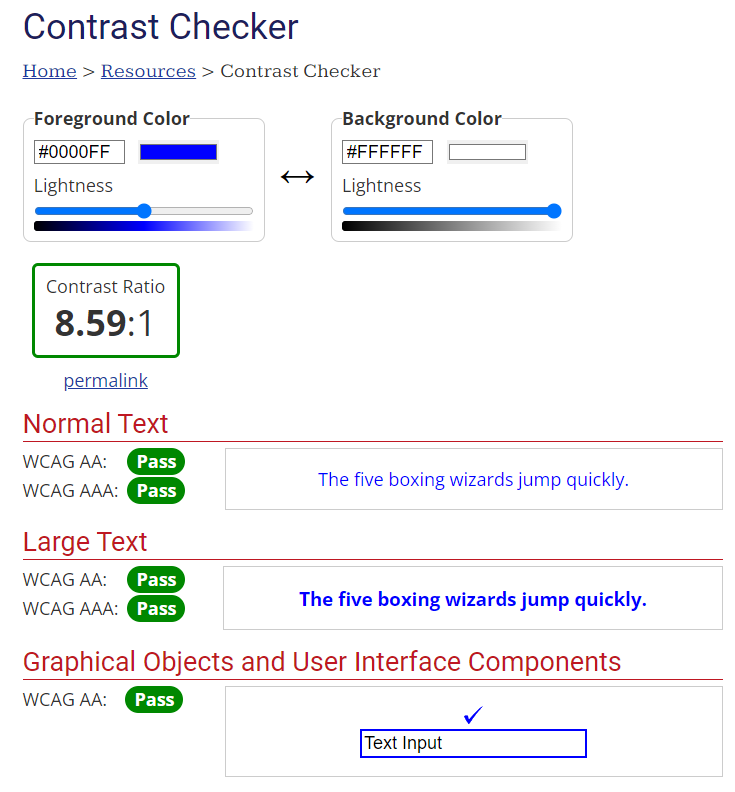 Contrast Checker
Home > Resources > Contrast Checker
Foreground Color
#0000FF
Lightness
↔
Background Color
#FFFFFF
Lightness
Contrast Ratio
8.59:1
permalink
Normal Text
WCAG AA: Pass
WCAG AAA: Pass
The five boxing wizards jump quickly.
Large Text
WCAG AA: Pass
WCAG AAA: Pass
The five boxing wizards jump quickly.
Graphical Objects and User Interface Components
WCAG AA: Pass
✓
Text Input